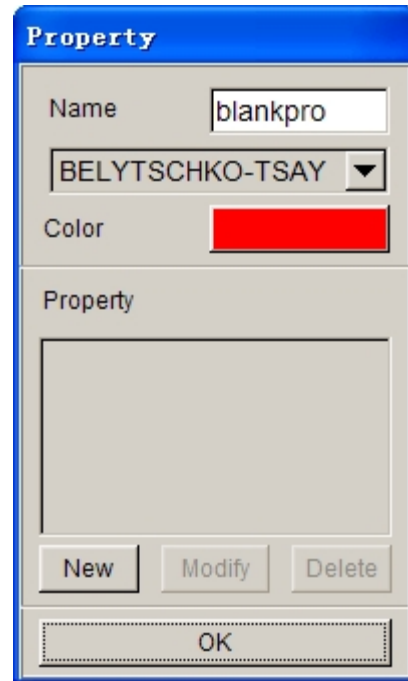 Property
Name blankpro
BELYTSCHKO-TSAY
Color
Property
New Modify Delete
OK